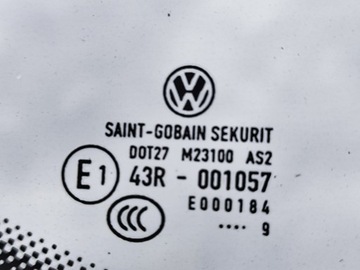 SAINT-GOBAIN SEKURIT
DOT27 M23100 AS2
E1 43R - 001057
E000184
.... 9